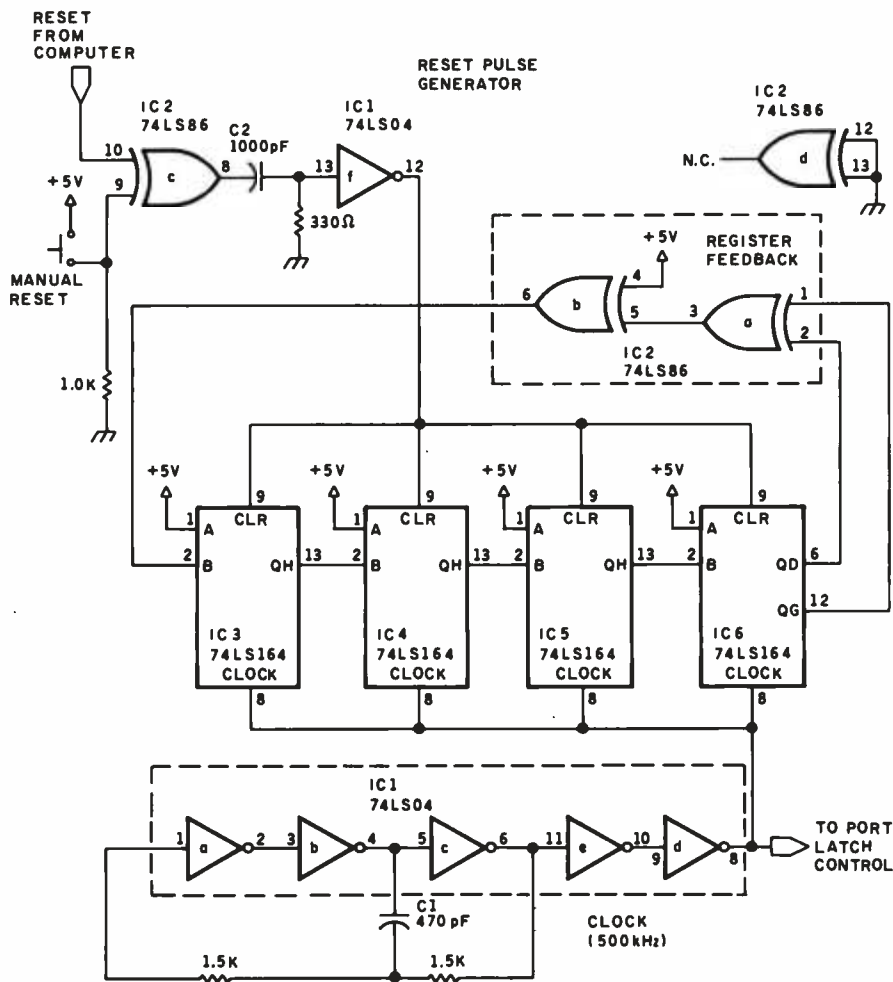 RESET
FROM
COMPUTER
RESET PULSE
GENERATOR
IC2
74LS86
C2
1000pF
IC1
74LS04
IC2
74LS86
10
9
c
8
13
f
12
N.C.
d
12
13
+5V
330Ω
MANUAL
RESET
1.0K
+5V
REGISTER
FEEDBACK
6
b
4
5
3
a
1
2
IC2
74LS86
+5V
1
A
9
CLR
2
B
QH
13
IC3
74LS164
CLOCK
8
+5V
1
A
9
CLR
2
B
QH
13
IC4
74LS164
CLOCK
8
+5V
1
A
9
CLR
2
B
QH
13
IC5
74LS164
CLOCK
8
+5V
1
A
9
CLR
2
B
QD
6
QG
12
IC6
74LS164
CLOCK
8
IC1
74LS04
1
a
2
3
b
4
5
c
6
11
e
10
9
d
8
TO PORT
LATCH
CONTROL
C1
470pF
CLOCK
(500kHz)
1.5K
1.5K